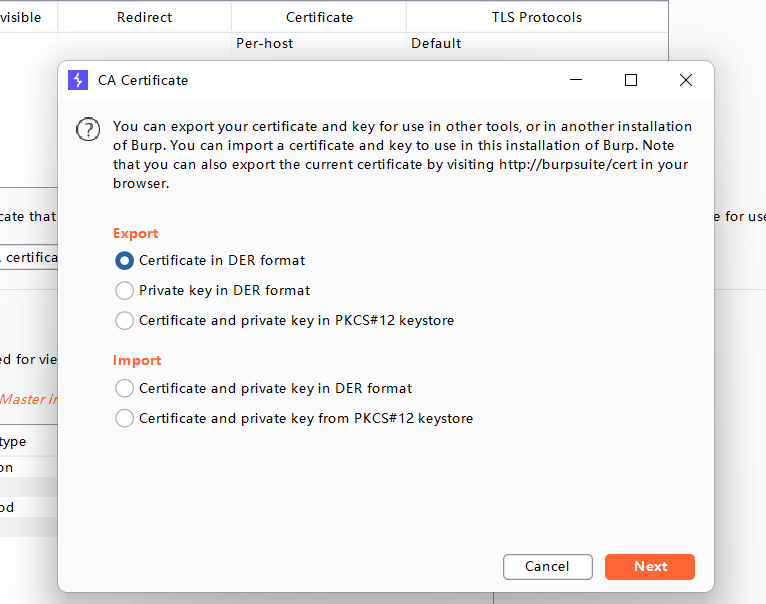 visible Redirect Certificate TLS Protocols
Per-host Default
CA Certificate
You can export your certificate and key for use in other tools, or in another installation
of Burp. You can import a certificate and key to use in this installation of Burp. Note
that you can also export the current certificate by visiting http://burpsuite/cert in your
browser.
cate that
e for use
Export
. certifica
Certificate in DER format
Private key in DER format
Certificate and private key in PKCS#12 keystore
ed for vie
Import
Certificate and private key in DER format
Master in
Certificate and private key from PKCS#12 keystore
type
on
od
Cancel Next